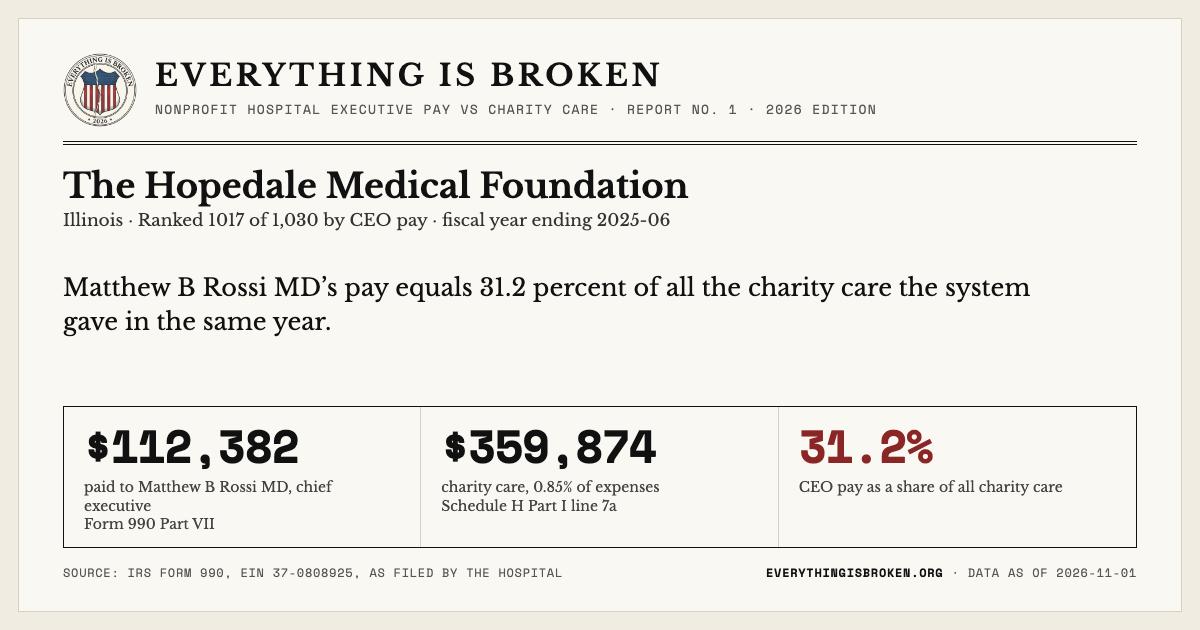 EVERYTHING IS BROKEN
2026
EVERYTHING IS BROKEN
NONPROFIT HOSPITAL EXECUTIVE PAY VS CHARITY CARE · REPORT NO. 1 · 2026 EDITION
The Hopedale Medical Foundation
Illinois · Ranked 1017 of 1,030 by CEO pay · fiscal year ending 2025-06
Matthew B Rossi MD’s pay equals 31.2 percent of all the charity care the system
gave in the same year.
$112,382
paid to Matthew B Rossi MD, chief
executive
Form 990 Part VII
$359,874
charity care, 0.85% of expenses
Schedule H Part I line 7a
31.2%
CEO pay as a share of all charity care
SOURCE: IRS FORM 990, EIN 37-0808925, AS FILED BY THE HOSPITAL
EVERYTHINGISBROKEN.ORG · DATA AS OF 2026-11-01